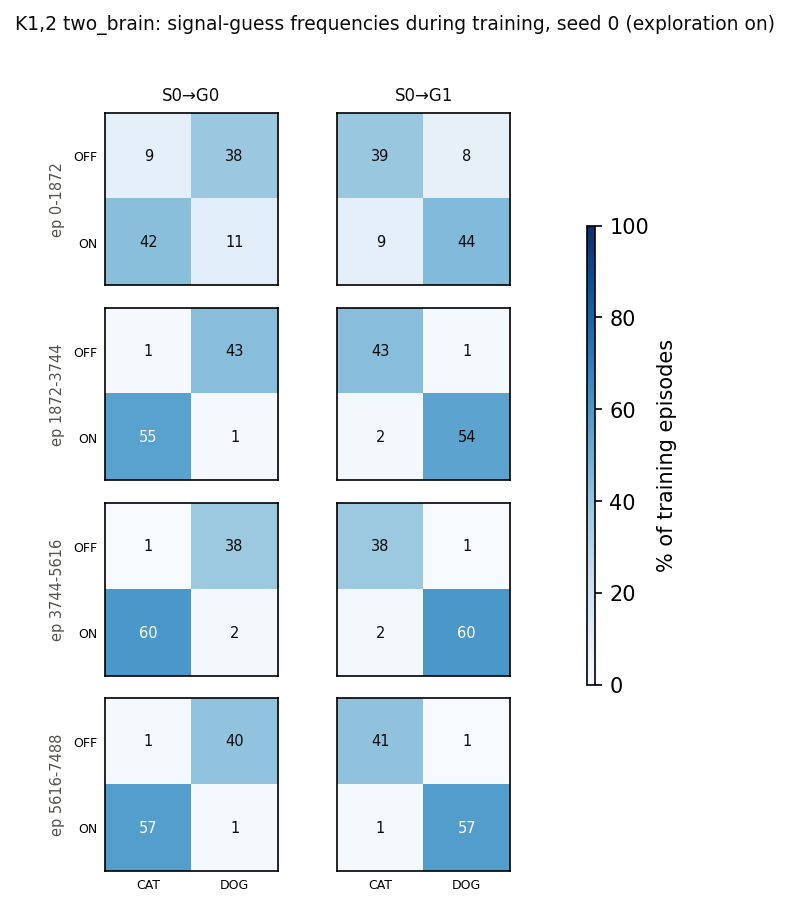 K1,2 two_brain: signal-guess frequencies during training, seed 0 (exploration on)
S0→G0 S0→G1
ep 0-1872
OFF 9 38 39 8
ON 42 11 9 44
ep 1872-3744
OFF 1 43 43 1
ON 55 1 2 54
ep 3744-5616
OFF 1 38 38 1
ON 60 2 2 60
ep 5616-7488
OFF 1 40 41 1
ON 57 1 1 57
CAT DOG CAT DOG
100
80
60
40
20
0
% of training episodes